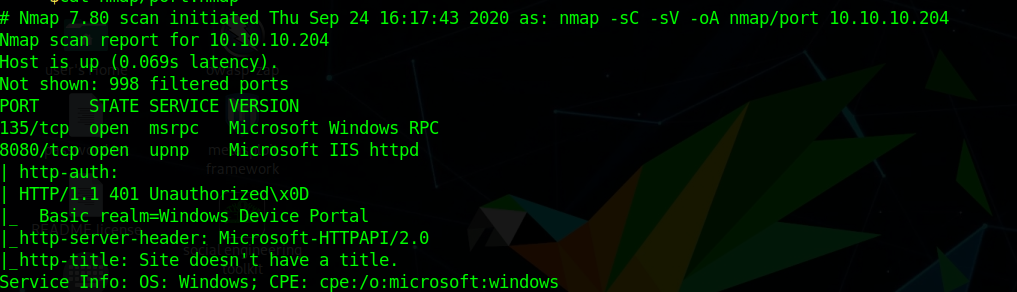 # Nmap 7.80 scan initiated Thu Sep 24 16:17:43 2020 as: nmap -sC -sV -oA nmap/port 10.10.10.204
Nmap scan report for 10.10.10.204
Host is up (0.069s latency).
Not shown: 998 filtered ports
PORT     STATE SERVICE VERSION
135/tcp  open  msrpc   Microsoft Windows RPC
8080/tcp open  upnp    Microsoft IIS httpd
| http-auth:
| HTTP/1.1 401 Unauthorized\x0D
|_  Basic realm=Windows Device Portal
|_http-server-header: Microsoft-HTTPAPI/2.0
|_http-title: Site doesn't have a title.
Service Info: OS: Windows; CPE: cpe:/o:microsoft:windows